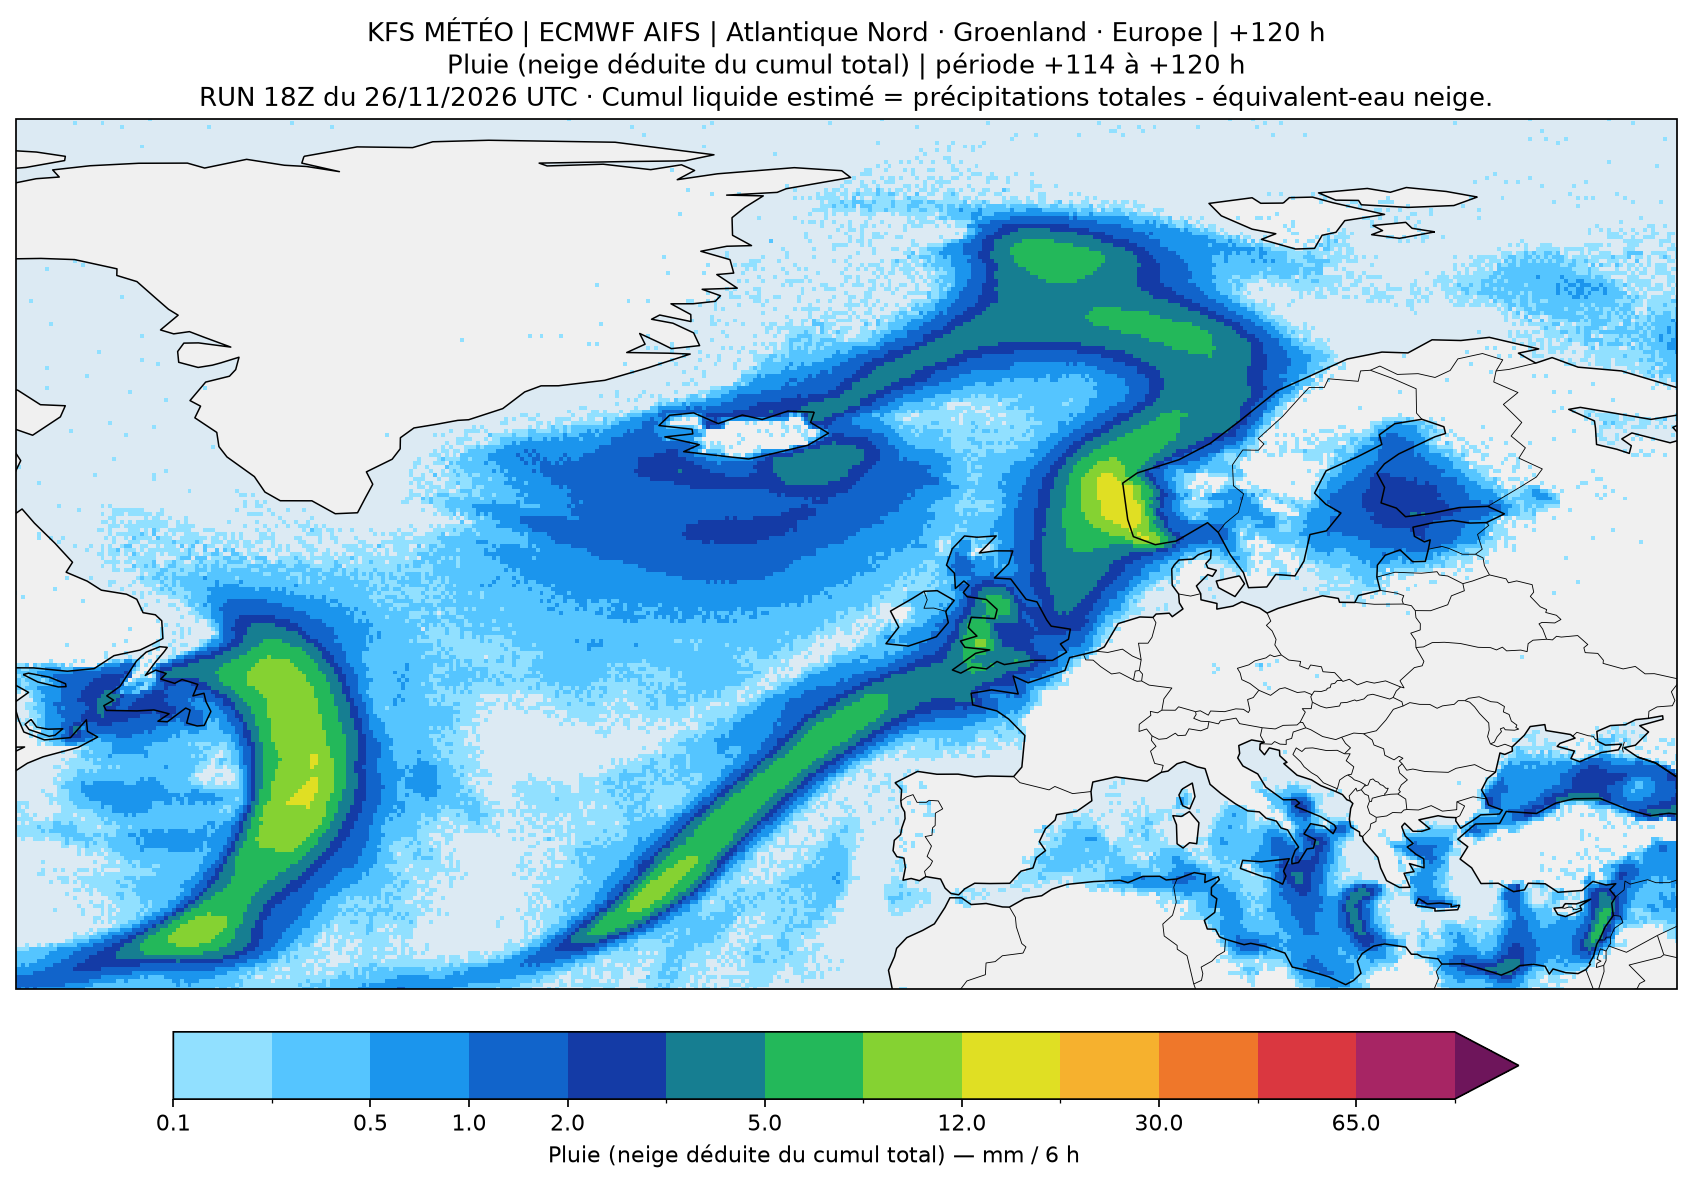 KFS MÉTÉO | ECMWF AIFS | Atlantique Nord · Groenland · Europe | +120 h
Pluie (neige déduite du cumul total) | période +114 à +120 h
RUN 18Z du 26/11/2026 UTC · Cumul liquide estimé = précipitations totales - équivalent-eau neige.
0.1 0.5 1.0 2.0 5.0 12.0 30.0 65.0
Pluie (neige déduite du cumul total) — mm / 6 h